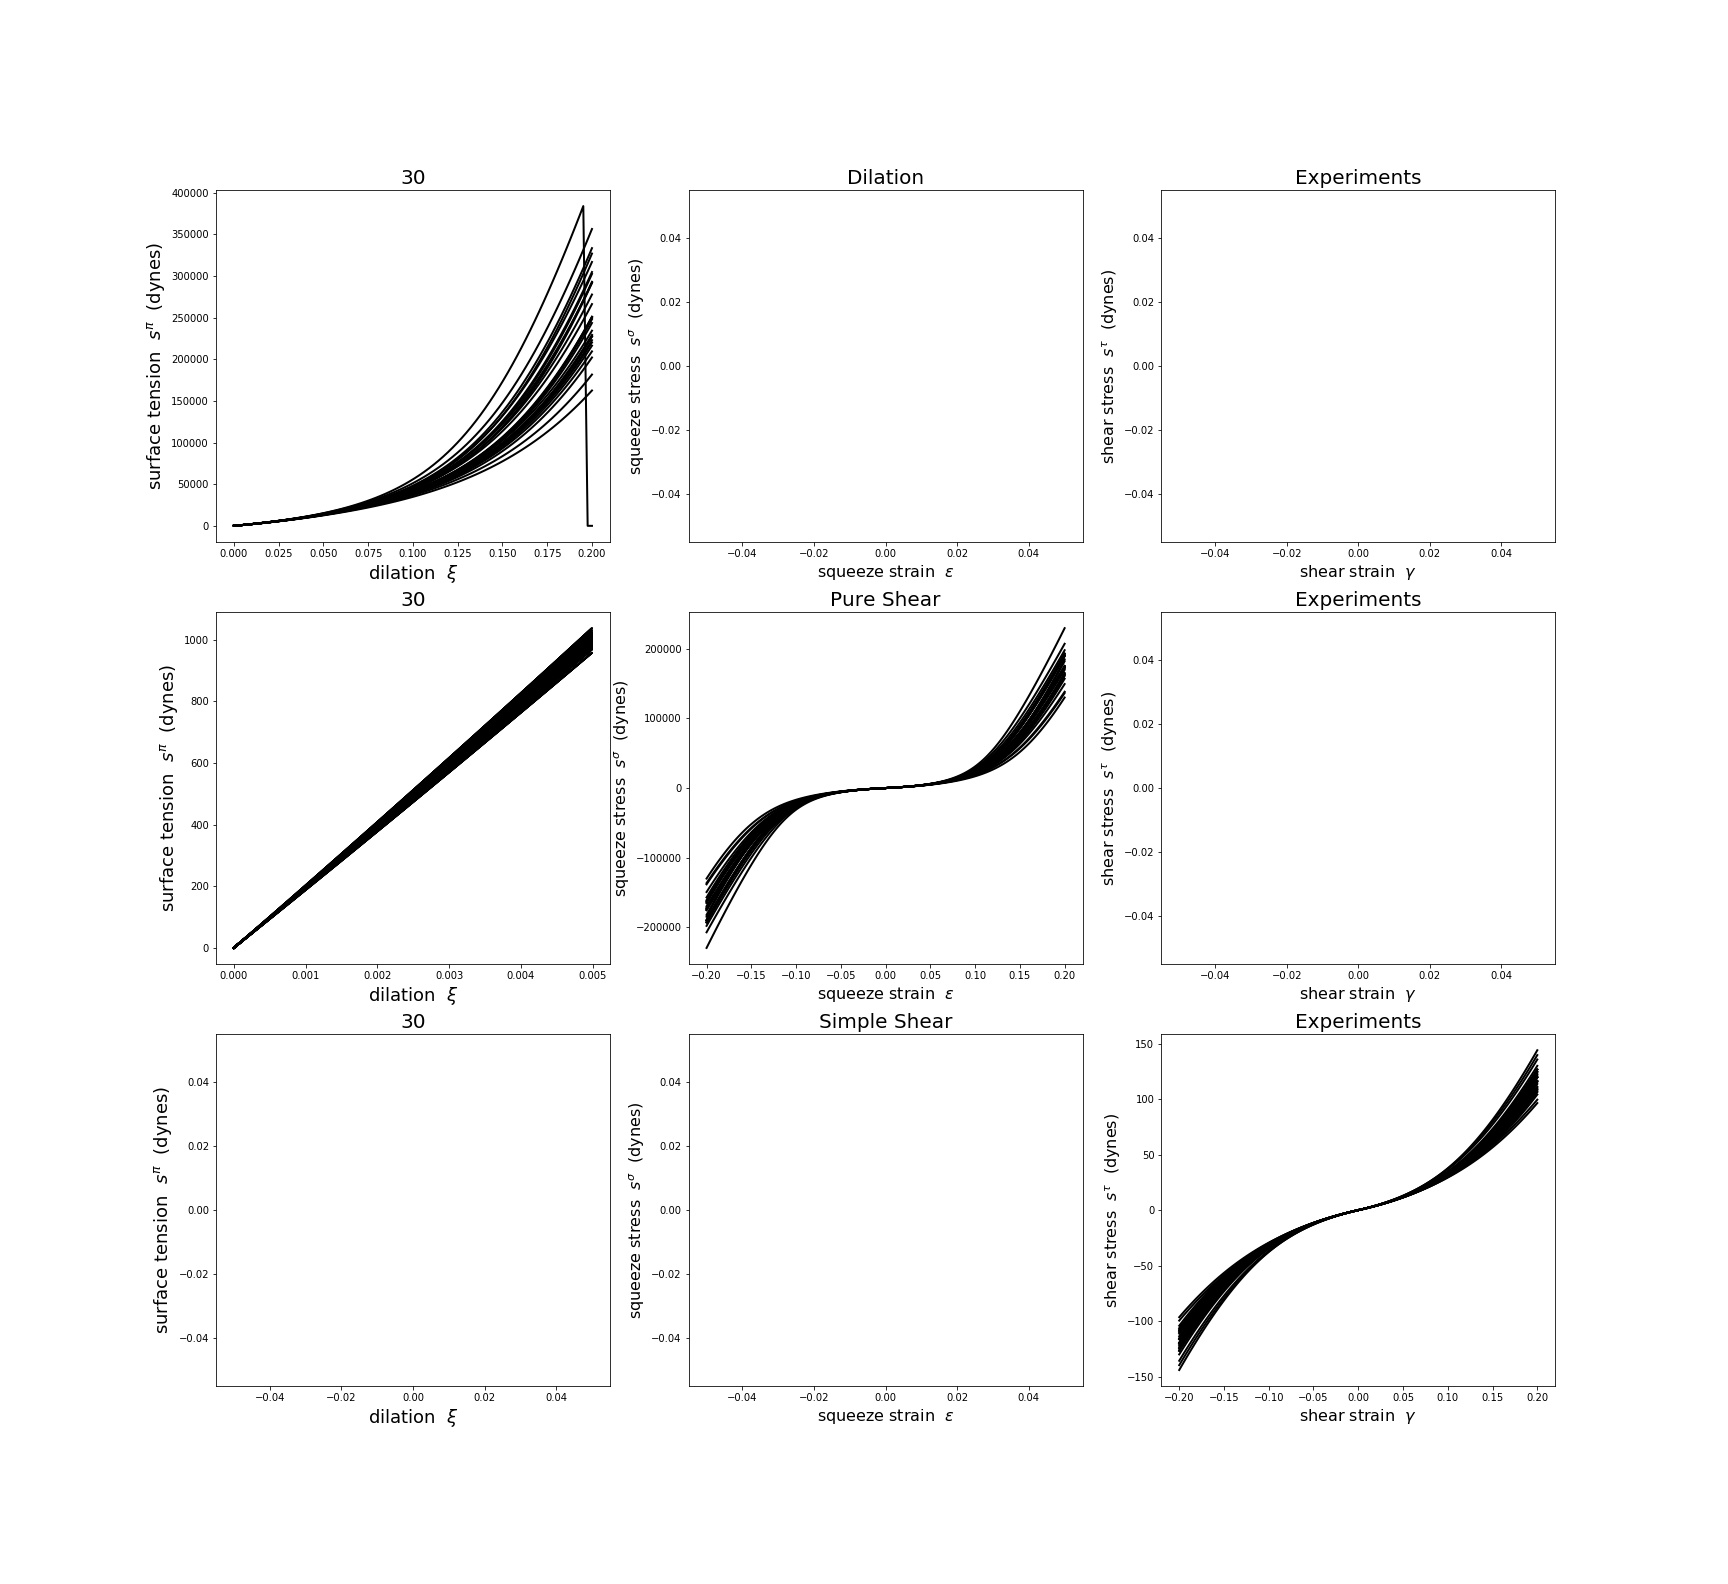 30 Dilation Experiments
surface tension s^π (dynes)
400000
350000
300000
250000
200000
150000
100000
50000
0
0.000 0.025 0.050 0.075 0.100 0.125 0.150 0.175 0.200
dilation ξ
squeeze stress s^σ (dynes)
0.04
0.02
0.00
−0.02
−0.04
−0.04 −0.02 0.00 0.02 0.04
squeeze strain ε
shear stress s^τ (dynes)
0.04
0.02
0.00
−0.02
−0.04
−0.04 −0.02 0.00 0.02 0.04
shear strain γ
30 Pure Shear Experiments
surface tension s^π (dynes)
1000
800
600
400
200
0
0.000 0.001 0.002 0.003 0.004 0.005
dilation ξ
squeeze stress s^σ (dynes)
200000
100000
0
−100000
−200000
−0.20 −0.15 −0.10 −0.05 0.00 0.05 0.10 0.15 0.20
squeeze strain ε
shear stress s^τ (dynes)
0.04
0.02
0.00
−0.02
−0.04
−0.04 −0.02 0.00 0.02 0.04
shear strain γ
30 Simple Shear Experiments
surface tension s^π (dynes)
0.04
0.02
0.00
−0.02
−0.04
−0.04 −0.02 0.00 0.02 0.04
dilation ξ
squeeze stress s^σ (dynes)
0.04
0.02
0.00
−0.02
−0.04
−0.04 −0.02 0.00 0.02 0.04
squeeze strain ε
shear stress s^τ (dynes)
150
100
50
0
−50
−100
−150
−0.20 −0.15 −0.10 −0.05 0.00 0.05 0.10 0.15 0.20
shear strain γ